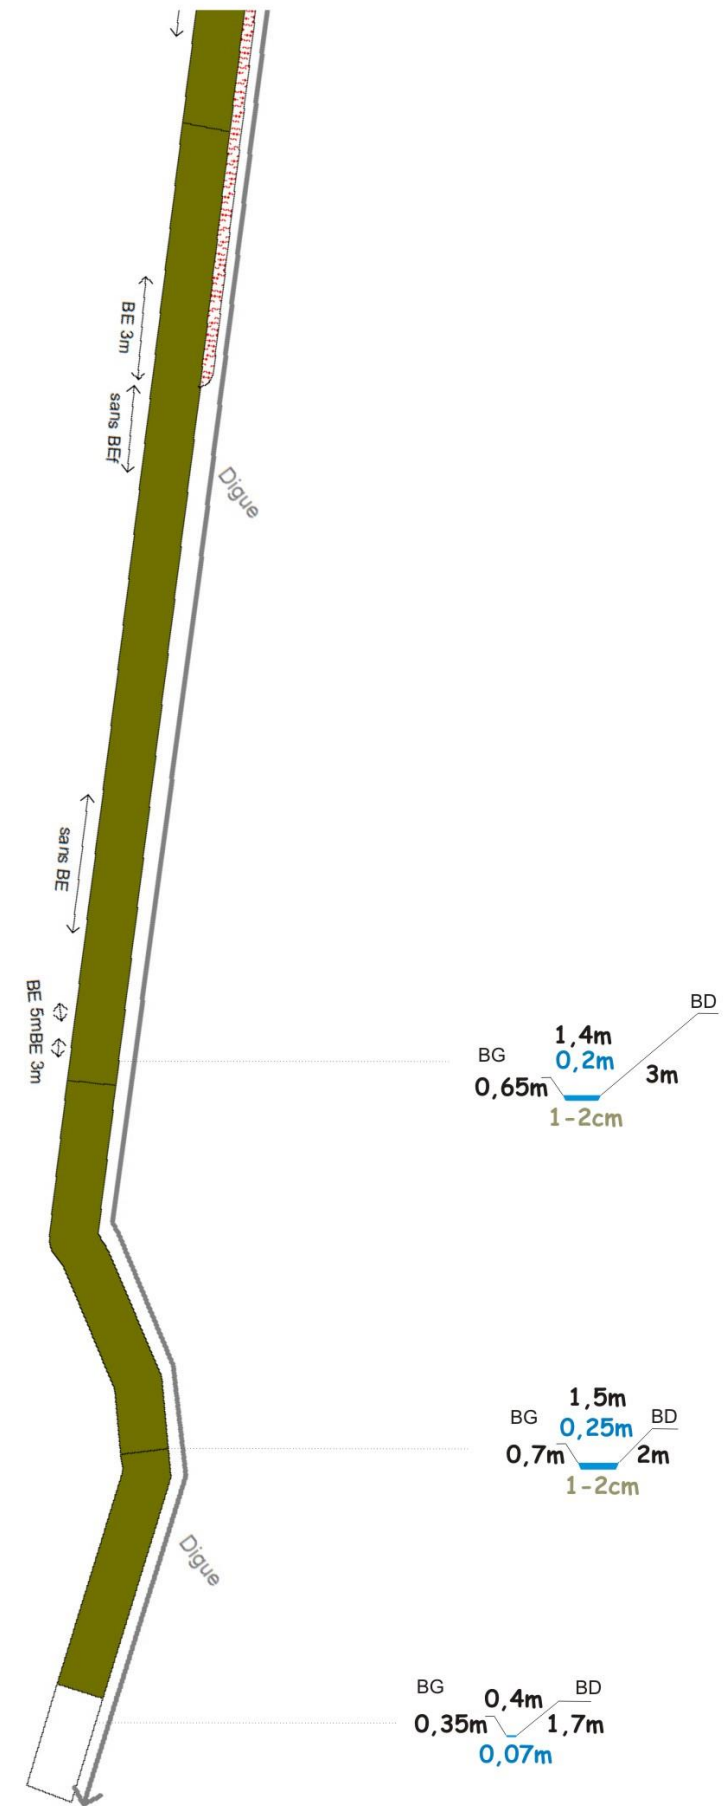 BE 3m
sans BEf
Digue
sans BE
BE 5mBE 3m
BD
1,4m
BG
0,2m
0,65m
3m
1-2cm
1,5m
BG
BD
0,25m
0,7m
2m
1-2cm
Digue
BG
BD
0,4m
0,35m
1,7m
0,07m